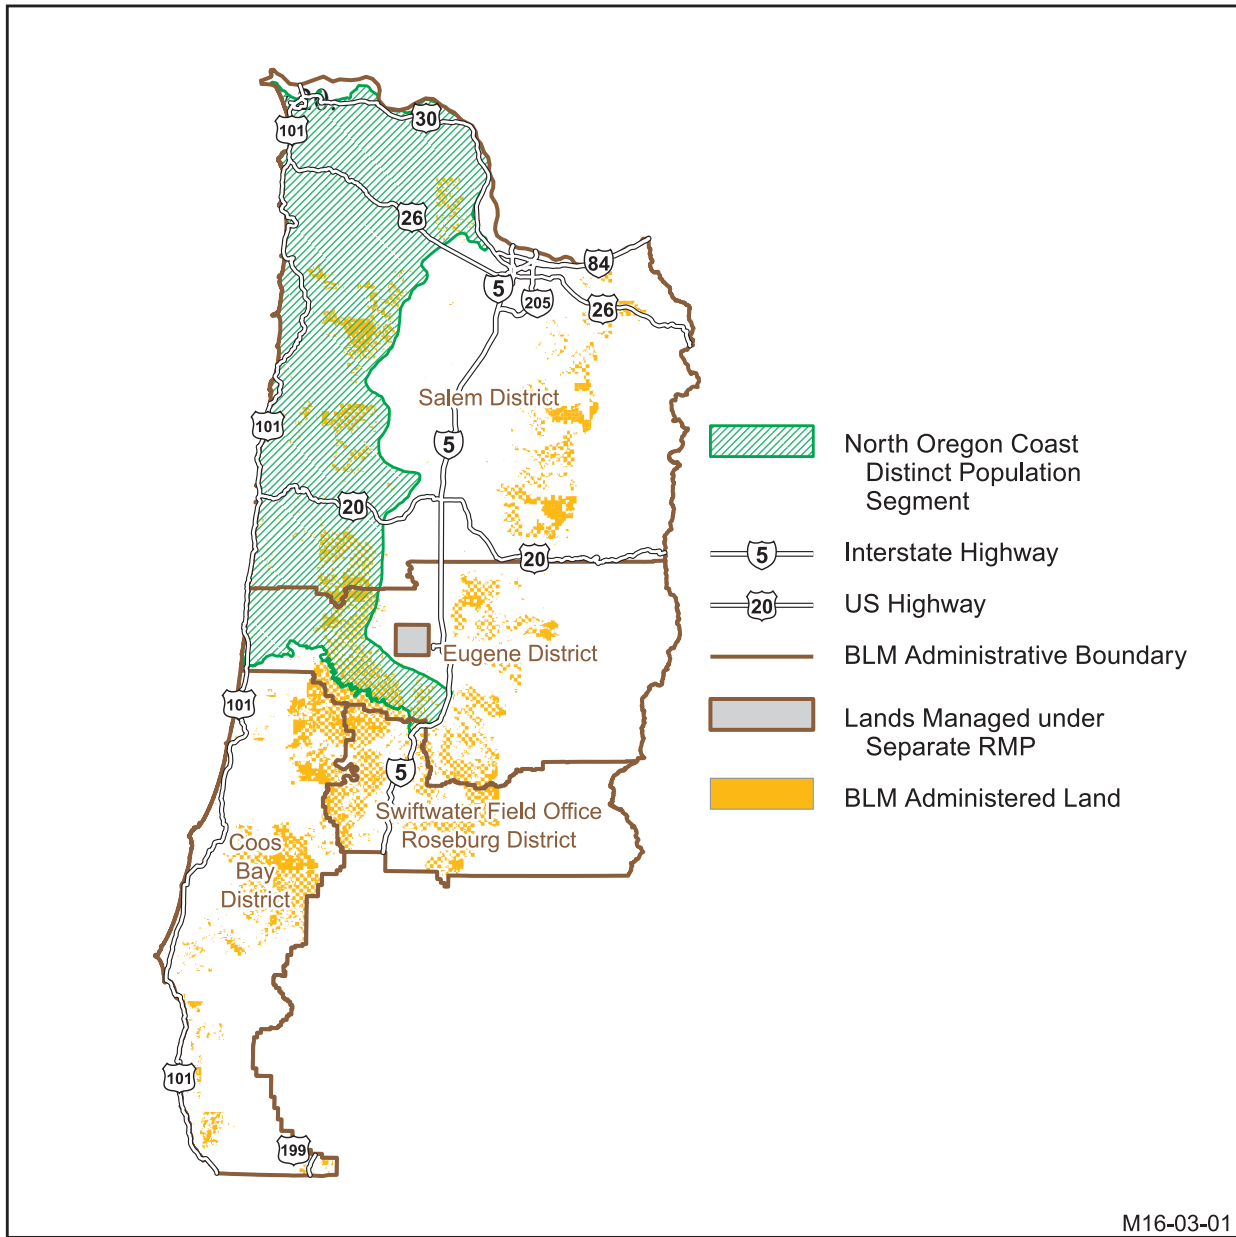 30
101
26
84
5
205
26
Salem District
101
5
North Oregon Coast
Distinct Population
Segment
20
20
5
Interstate Highway
20
US Highway
Eugene District
BLM Administrative Boundary
101
Lands Managed under
Separate RMP
5
BLM Administered Land
Swiftwater Field Office
Roseburg District
Coos
Bay
District
101
199
M16-03-01